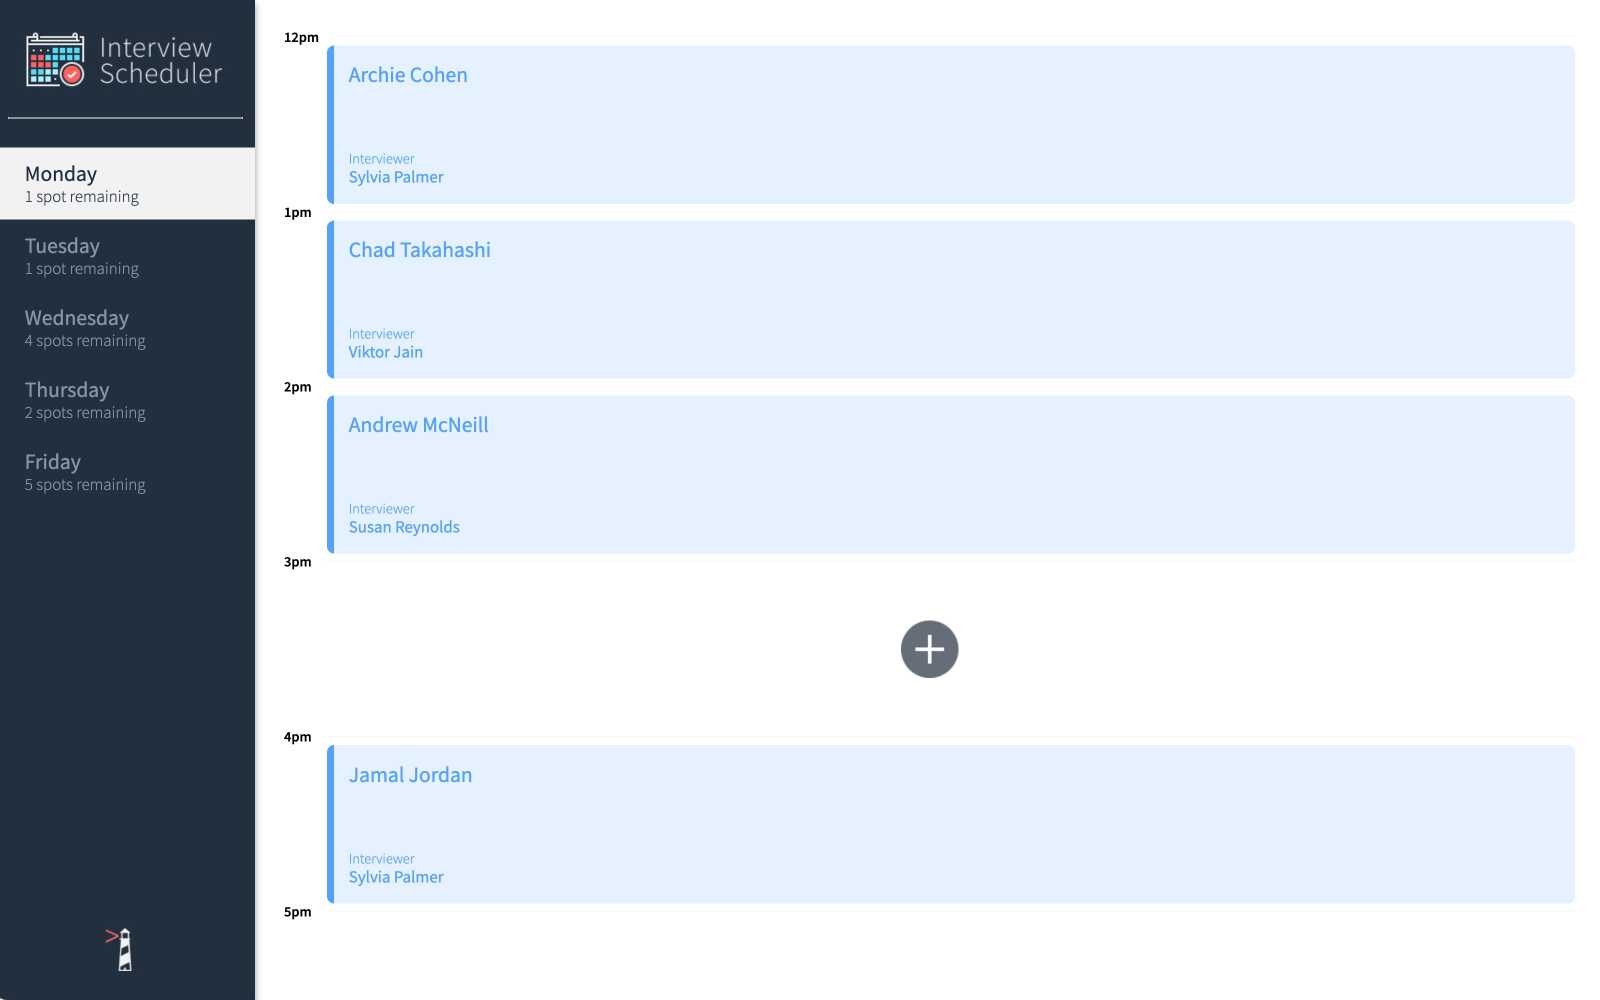 Interview
Scheduler
Monday
1 spot remaining
Tuesday
1 spot remaining
Wednesday
4 spots remaining
Thursday
2 spots remaining
Friday
5 spots remaining
12pm
Archie Cohen
Interviewer
Sylvia Palmer
1pm
Chad Takahashi
Interviewer
Viktor Jain
2pm
Andrew McNeill
Interviewer
Susan Reynolds
3pm
4pm
Jamal Jordan
Interviewer
Sylvia Palmer
5pm